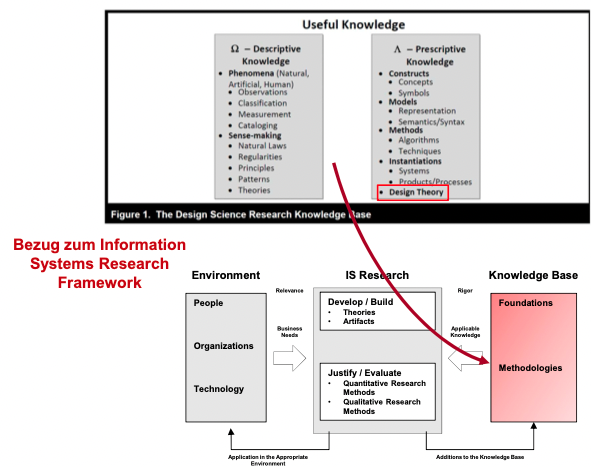 Useful Knowledge
Ω – Descriptive
Knowledge
• Phenomena (Natural,
Artificial, Human)
• Observations
• Classification
• Measurement
• Cataloging
• Sense-making
• Natural Laws
• Regularities
• Principles
• Patterns
• Theories
Λ – Prescriptive
Knowledge
• Constructs
• Concepts
• Symbols
• Models
• Representation
• Semantics/Syntax
• Methods
• Algorithms
• Techniques
• Instantiations
• Systems
• Products/Processes
• Design Theory
Figure 1. The Design Science Research Knowledge Base
Bezug zum Information
Systems Research
Framework
Environment
IS Research
Knowledge Base
People
Organizations
Technology
Relevance
Business
Needs
Develop / Build
• Theories
• Artifacts
Justify / Evaluate
• Quantitative Research
Methods
• Qualitative Research
Methods
Rigor
Applicable
Knowledge
Foundations
Methodologies
Application in the Appropriate
Environment
Additions to the Knowledge Base